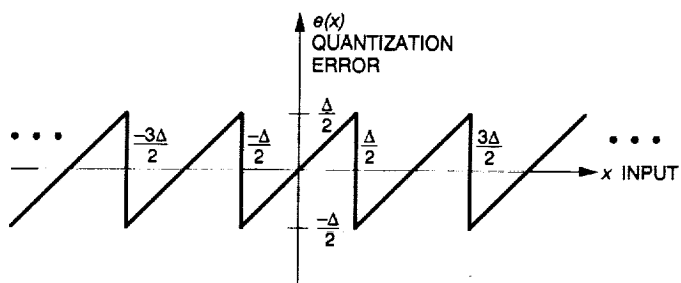 e(x)
QUANTIZATION
ERROR
Δ/2
• • •
-3Δ/2
-Δ/2
Δ/2
3Δ/2
• • •
x INPUT
-Δ/2